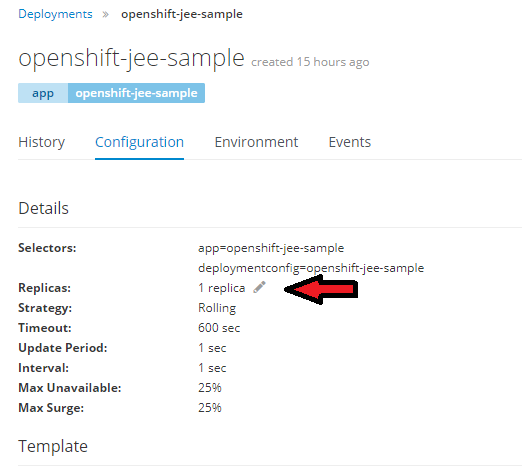 Deployments » openshift-jee-sample
openshift-jee-sample created 15 hours ago
app openshift-jee-sample
History Configuration Environment Events
Details
Selectors: app=openshift-jee-sample
deploymentconfig=openshift-jee-sample
Replicas: 1 replica
Strategy: Rolling
Timeout: 600 sec
Update Period: 1 sec
Interval: 1 sec
Max Unavailable: 25%
Max Surge: 25%
Template